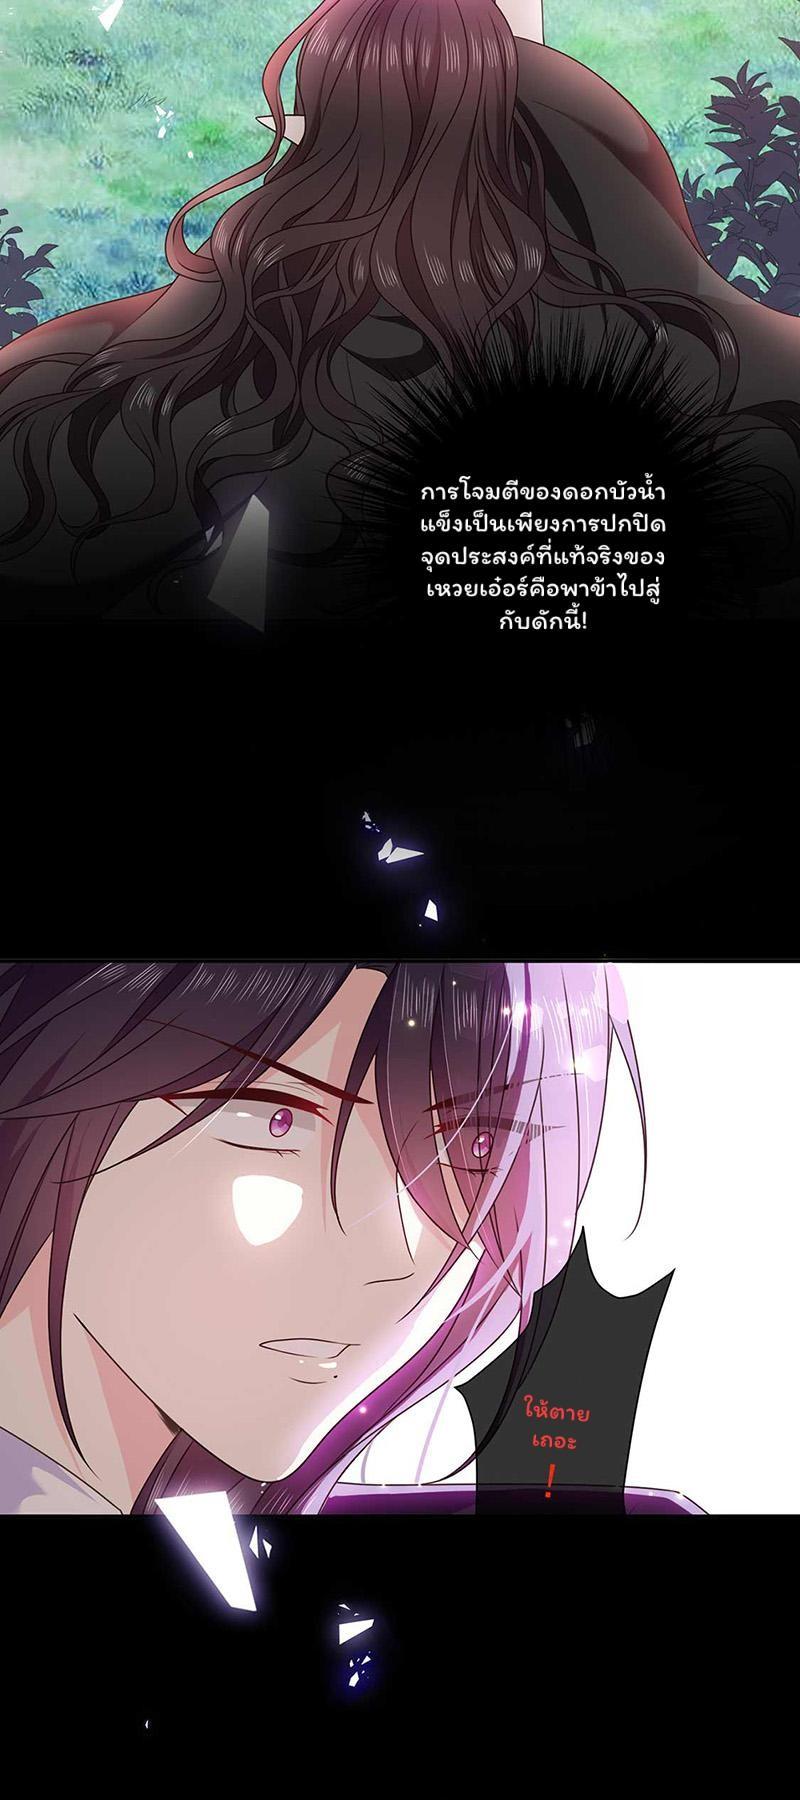 การโจมตีของดอกบัวน้ำ
แข็งเป็นเพียงการปกปิด
จุดประสงค์ที่แท้จริงของ
เหวยเอ๋อร์คือพาข้าไปสู่
กับดักนี้!
ให้ตาย
เถอะ
!